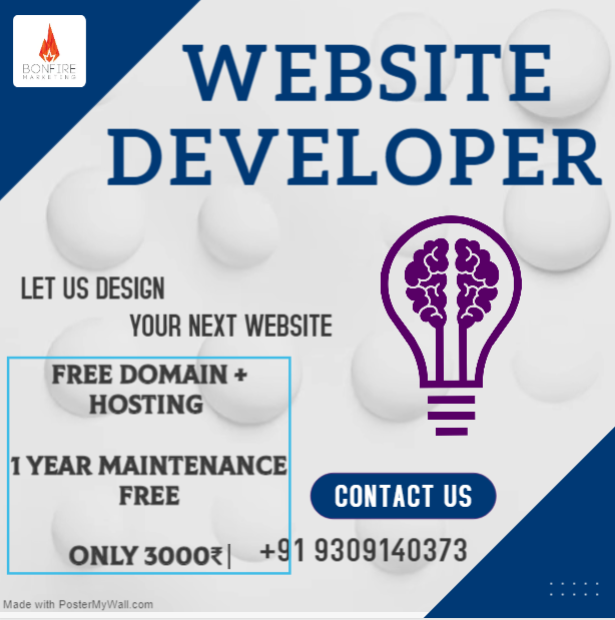 BONFIRE
MARKETING
WEBSITE
DEVELOPER
LET US DESIGN
YOUR NEXT WEBSITE
FREE DOMAIN +
HOSTING
1 YEAR MAINTENANCE
FREE
ONLY 3000₹
CONTACT US
+91 9309140373
Made with PosterMyWall.com